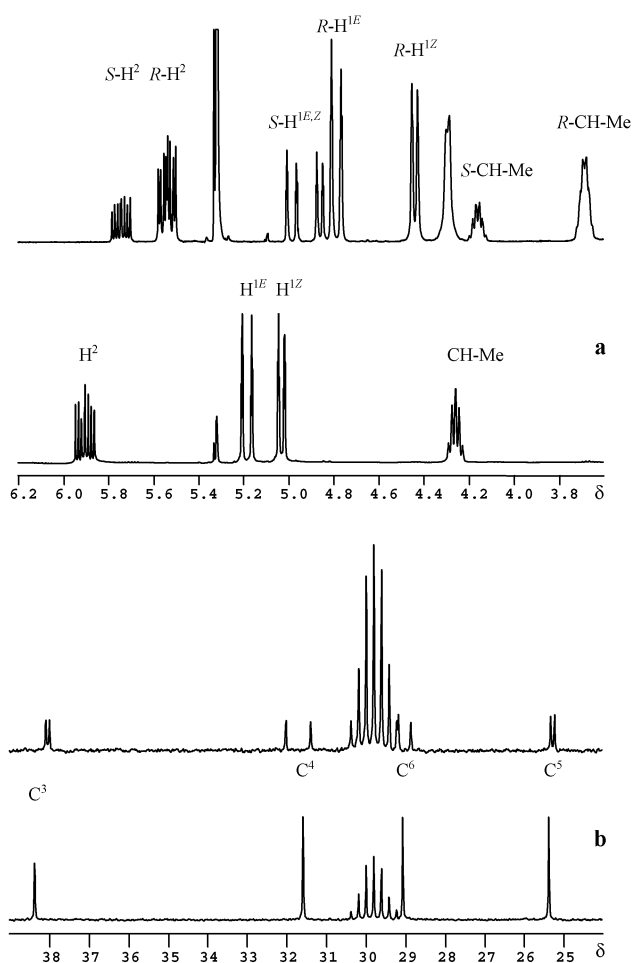 R-H¹ᴱ
R-H¹ᶻ
S-H² R-H²
S-H¹ᴱ,ᶻ
R-CH-Me
S-CH-Me
H¹ᴱ H¹ᶻ
H² CH-Me a
6.2 6.0 5.8 5.6 5.4 5.2 5.0 4.8 4.6 4.4 4.2 4.0 3.8 δ
C⁴ C⁶ C⁵
C³
b
38 37 36 35 34 33 32 31 30 29 28 27 26 25 δ